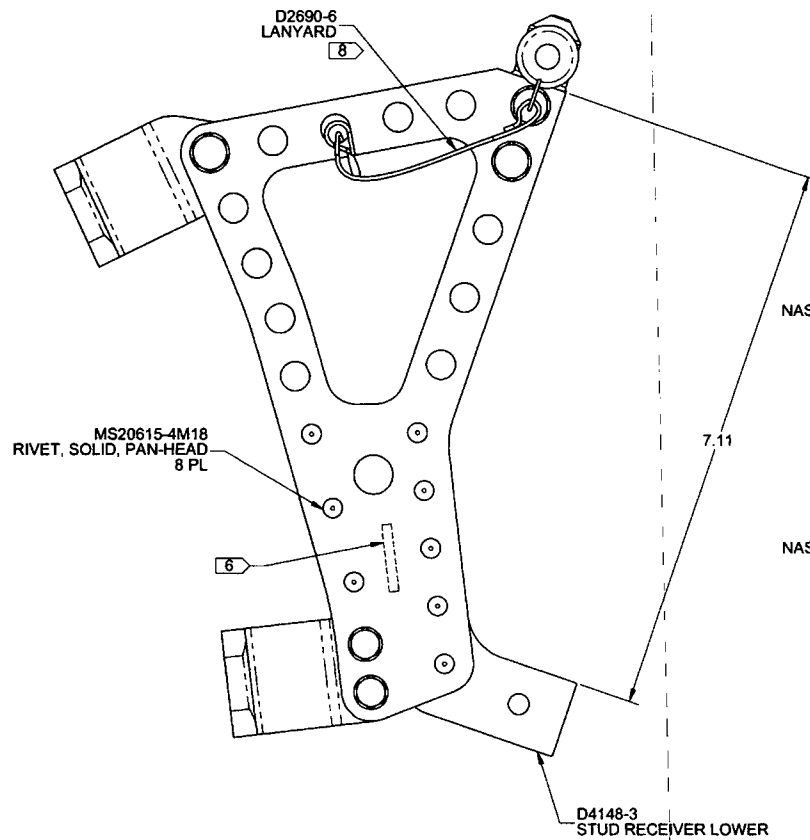 D2690-6
LANYARD
8
NAS
7.11
MS20615-4M18
RIVET, SOLID, PAN-HEAD
8 PL
NAS
6
D4148-3
STUD RECEIVER LOWER